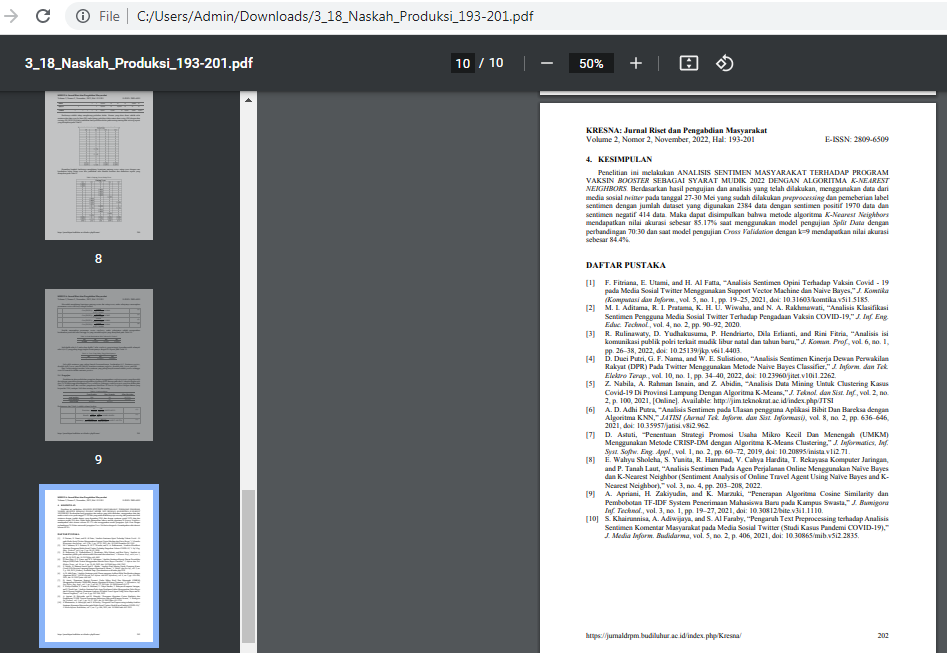 File | C:/Users/Admin/Downloads/3_18_Naskah_Produksi_193-201.pdf
3_18_Naskah_Produksi_193-201.pdf
10 / 10
50%
8
9
KRESNA: Jurnal Riset dan Pengabdian Masyarakat
Volume 2, Nomor 2, November, 2022, Hal: 193-201 E-ISSN: 2809-6509
4. KESIMPULAN
Penelitian ini melakukan ANALISIS SENTIMEN MASYARAKAT TERHADAP PROGRAM
VAKSIN BOOSTER SEBAGAI SYARAT MUDIK 2022 DENGAN ALGORITMA K-NEAREST
NEIGHBORS. Berdasarkan hasil pengujian dan analisis yang telah dilakukan, menggunakan data dari
media sosial twitter pada tanggal 27-30 Mei yang sudah dilakukan preprocessing dan pemeberian label
sentimen dengan jumlah dataset yang digunakan 2384 data dengan sentimen positif 1970 data dan
sentimen negatif 414 data. Maka dapat disimpulkan bahwa metode algoritma K-Nearest Neighbors
mendapatkan nilai akurasi sebesar 85.17% saat menggunakan model pengujian Split Data dengan
perbandingan 70:30 dan saat model pengujian Cross Validation dengan k=9 mendapatkan nilai akurasi
sebesar 84.4%.
DAFTAR PUSTAKA
[1] F. Fitriana, E. Utami, and H. Al Fatta, “Analisis Sentimen Opini Terhadap Vaksin Covid - 19
pada Media Sosial Twitter Menggunakan Support Vector Machine dan Naive Bayes,” J. Komtika
(Komputasi dan Inform., vol. 5, no. 1, pp. 19–25, 2021, doi: 10.31603/komtika.v5i1.5185.
[2] M. I. Aditama, R. I. Pratama, K. H. U. Wiwaha, and N. A. Rakhmawati, “Analisis Klasifikasi
Sentimen Pengguna Media Sosial Twitter Terhadap Pengadaan Vaksin COVID-19,” J. Inf. Eng.
Educ. Technol., vol. 4, no. 2, pp. 90–92, 2020.
[3] R. Rulinawaty, D. Yudhakusuma, P. Hendriarto, Dila Erlianti, and Rini Fitria, “Analisis isi
komunikasi publik polri terkait mudik libur natal dan tahun baru,” J. Komun. Prof., vol. 6, no. 1,
pp. 26–38, 2022, doi: 10.25139/jkp.v6i1.4403.
[4] D. Duei Putri, G. F. Nama, and W. E. Sulistiono, “Analisis Sentimen Kinerja Dewan Perwakilan
Rakyat (DPR) Pada Twitter Menggunakan Metode Naive Bayes Classifier,” J. Inform. dan Tek.
Elektro Terap., vol. 10, no. 1, pp. 34–40, 2022, doi: 10.23960/jitet.v10i1.2262.
[5] Z. Nabila, A. Rahman Isnain, and Z. Abidin, “Analisis Data Mining Untuk Clustering Kasus
Covid-19 Di Provinsi Lampung Dengan Algoritma K-Means,” J. Teknol. dan Sist. Inf., vol. 2, no.
2, p. 100, 2021, [Online]. Available: http://jim.teknokrat.ac.id/index.php/JTSI
[6] A. D. Adhi Putra, “Analisis Sentimen pada Ulasan pengguna Aplikasi Bibit Dan Bareksa dengan
Algoritma KNN,” JATISI (Jurnal Tek. Inform. dan Sist. Informasi), vol. 8, no. 2, pp. 636–646,
2021, doi: 10.35957/jatisi.v8i2.962.
[7] D. Astuti, “Penentuan Strategi Promosi Usaha Mikro Kecil Dan Menengah (UMKM)
Menggunakan Metode CRISP-DM dengan Algoritma K-Means Clustering,” J. Informatics, Inf.
Syst. Softw. Eng. Appl., vol. 1, no. 2, pp. 60–72, 2019, doi: 10.20895/inista.v1i2.71.
[8] E. Wahyu Sholeha, S. Yunita, R. Hammad, V. Cahya Hardita, T. Rekayasa Komputer Jaringan,
and P. Tanah Laut, “Analisis Sentimen Pada Agen Perjalanan Online Menggunakan Naïve Bayes
dan K-Nearest Neighbor (Sentiment Analysis of Online Travel Agent Using Naive Bayes and K-
Nearest Neighbor),” vol. 3, no. 4, pp. 203–208, 2022.
[9] A. Apriani, H. Zakiyudin, and K. Marzuki, “Penerapan Algoritma Cosine Similarity dan
Pembobotan TF-IDF System Penerimaan Mahasiswa Baru pada Kampus Swasta,” J. Bumigora
Inf. Technol., vol. 3, no. 1, pp. 19–27, 2021, doi: 10.30812/bite.v3i1.1110.
[10] S. Khairunnisa, A. Adiwijaya, and S. Al Faraby, “Pengaruh Text Preprocessing terhadap Analisis
Sentimen Komentar Masyarakat pada Media Sosial Twitter (Studi Kasus Pandemi COVID-19),”
J. Media Inform. Budidarma, vol. 5, no. 2, p. 406, 2021, doi: 10.30865/mib.v5i2.2835.
https://jurnaldrpm.budiluhur.ac.id/index.php/Kresna/ 202